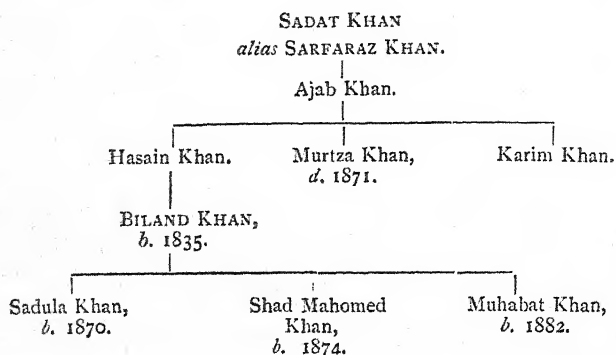 SADAT KHAN
alias SARFARAZ KHAN.
Ajab Khan.
Hasain Khan.
Murtza Khan,
d. 1871.
Karim Khan.
BILAND KHAN,
b. 1835.
Sadula Khan,
b. 1870.
Shad Mahomed
Khan,
b. 1874.
Muhabat Khan,
b. 1882.